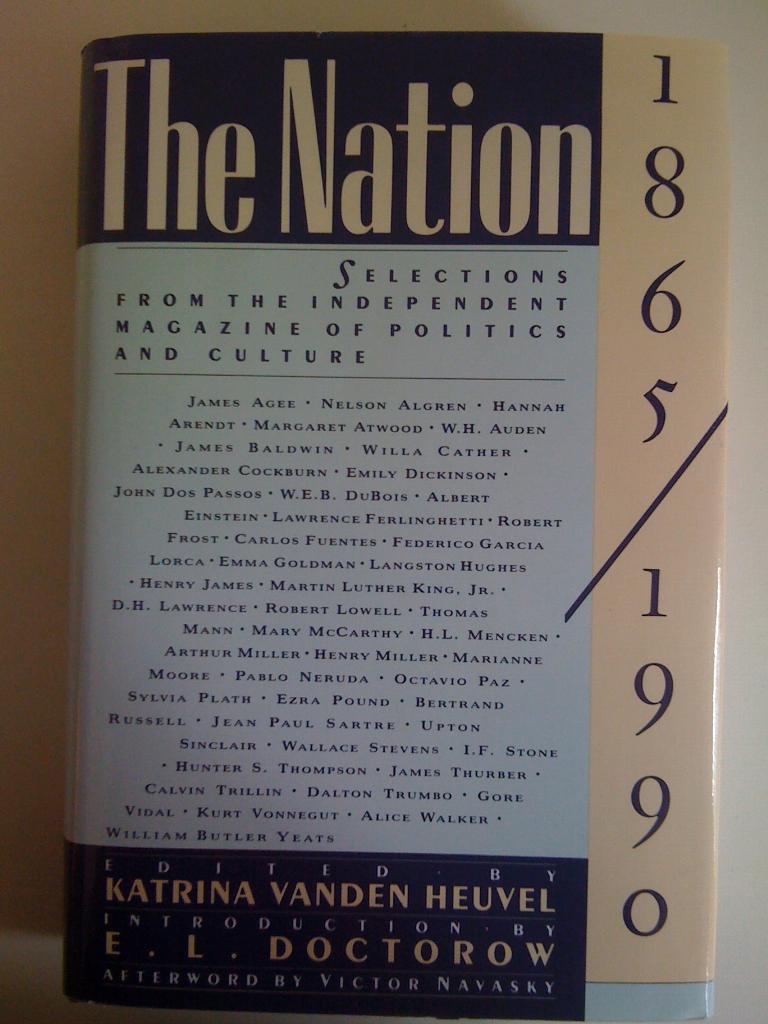 The Nation
1865/1990
SELECTIONS
FROM THE INDEPENDENT
MAGAZINE OF POLITICS
AND CULTURE
JAMES AGEE · NELSON ALGREN · HANNAH
ARENDT · MARGARET ATWOOD · W.H. AUDEN
· JAMES BALDWIN · WILLA CATHER ·
ALEXANDER COCKBURN · EMILY DICKINSON ·
JOHN DOS PASSOS · W.E.B. DUBOIS · ALBERT
EINSTEIN · LAWRENCE FERLINGHETTI · ROBERT
FROST · CARLOS FUENTES · FEDERICO GARCIA
LORCA · EMMA GOLDMAN · LANGSTON HUGHES
· HENRY JAMES · MARTIN LUTHER KING, JR. ·
D.H. LAWRENCE · ROBERT LOWELL · THOMAS
MANN · MARY MCCARTHY · H.L. MENCKEN ·
ARTHUR MILLER · HENRY MILLER · MARIANNE
MOORE · PABLO NERUDA · OCTAVIO PAZ ·
SYLVIA PLATH · EZRA POUND · BERTRAND
RUSSELL · JEAN PAUL SARTRE · UPTON
SINCLAIR · WALLACE STEVENS · I.F. STONE
· HUNTER S. THOMPSON · JAMES THURBER ·
CALVIN TRILLIN · DALTON TRUMBO · GORE
VIDAL · KURT VONNEGUT · ALICE WALKER ·
WILLIAM BUTLER YEATS
EDITED · BY
KATRINA VANDEN HEUVEL
INTRODUCTION · BY
E. L. DOCTOROW
AFTERWORD BY VICTOR NAVASKY